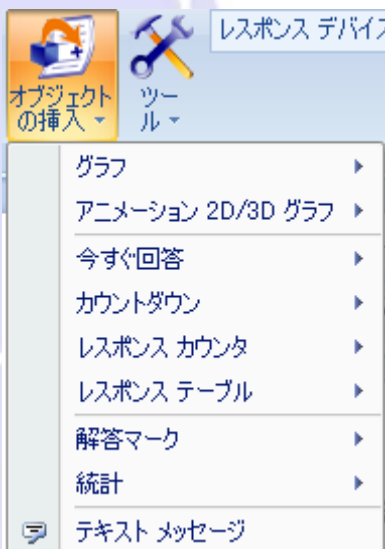 レスポンス デバイス
オブジェクト
の挿入
ツー
ル
グラフ
アニメーション 2D/3D グラフ
今すぐ回答
カウントダウン
レスポンス カウンタ
レスポンス テーブル
解答マーク
統計
テキスト メッセージ